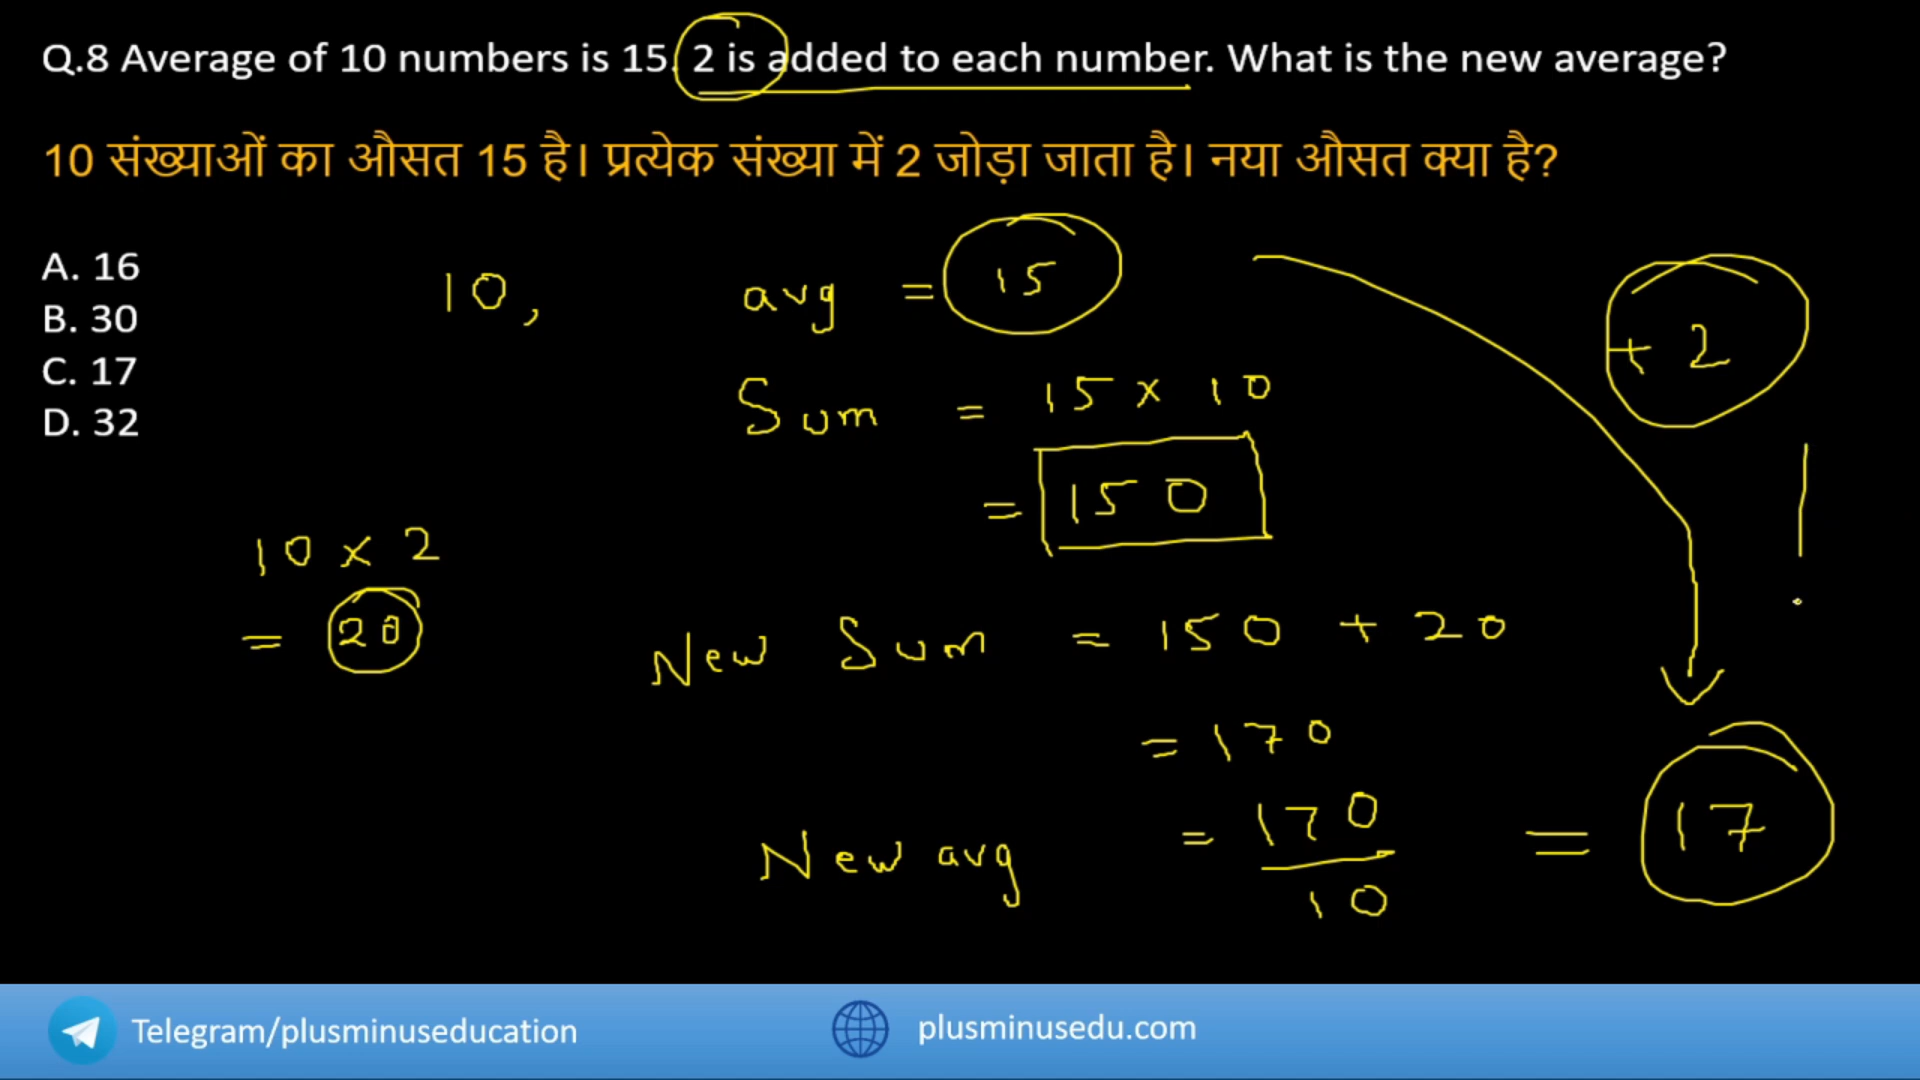 Q.8 Average of 10 numbers is 15. 2 is added to each number. What is the new average?
10 संख्याओं का औसत 15 है। प्रत्येक संख्या में 2 जोड़ा जाता है। नया औसत क्या है?
A. 16
B. 30
C. 17
D. 32
10, avg = 15
+ 2
Sum = 15 x 10
= 150
10 x 2
= 20
New Sum = 150 + 20
= 170
New avg = 170/10 = 17
Telegram/plusminuseducation
plusminusedu.com